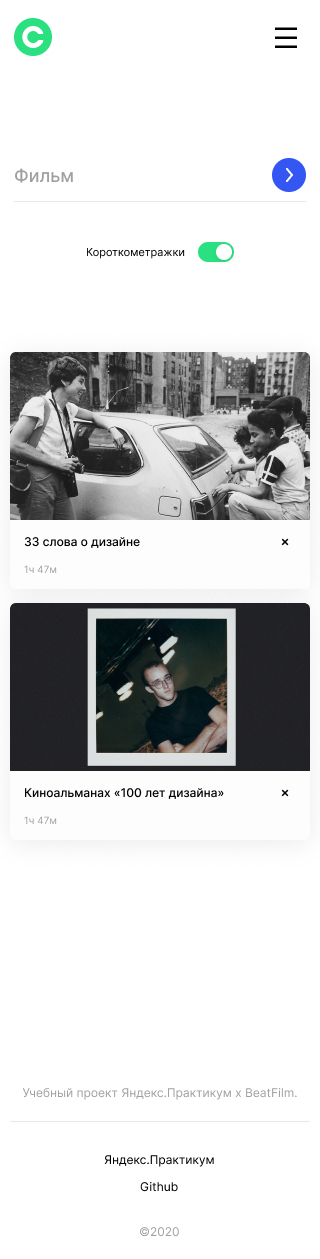 Фильм
Короткометражки
33 слова о дизайне
1ч 47м
Киноальманах «100 лет дизайна»
1ч 47м
Учебный проект Яндекс.Практикум х BeatFilm.
Яндекс.Практикум
Github
©2020